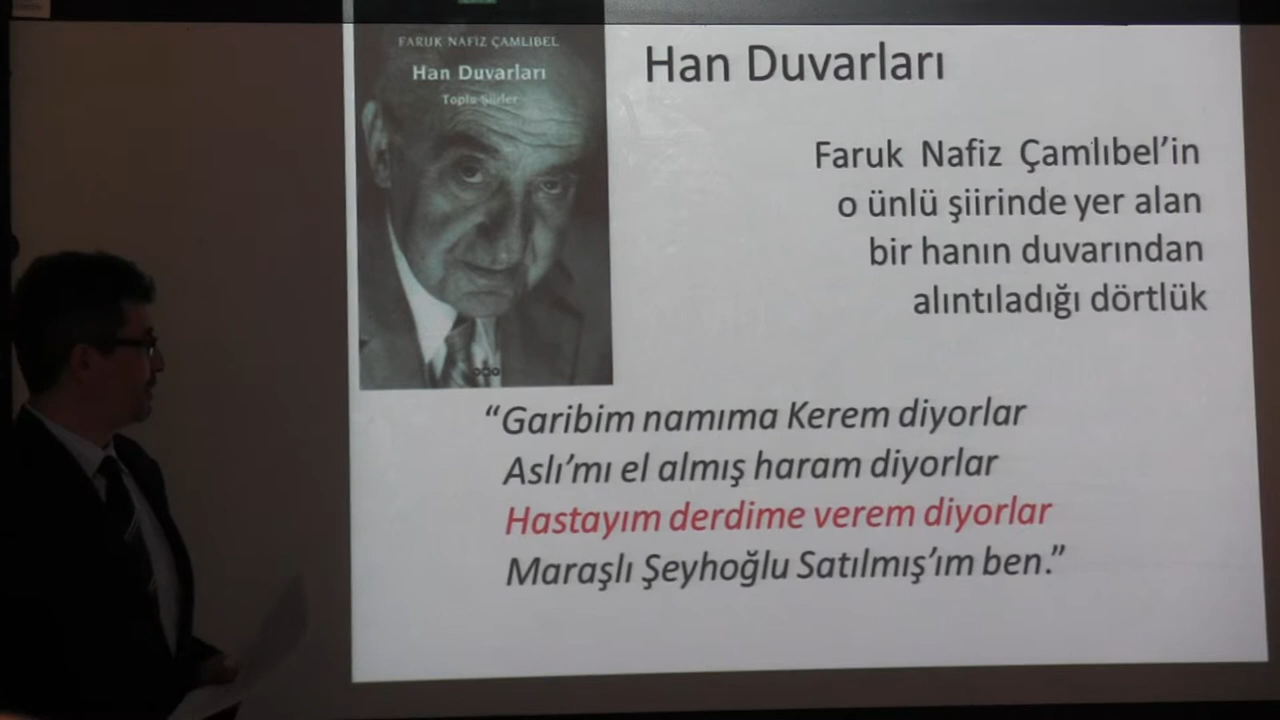 FARUK NAFİZ ÇAMLIBEL
Han Duvarları
Toplu Şiirler
Han Duvarları
Faruk Nafiz Çamlıbel’in
o ünlü şiirinde yer alan
bir hanın duvarından
alıntıladığı dörtlük
“Garibim namıma Kerem diyorlar
Aslı’mı el almış haram diyorlar
Hastayım derdime verem diyorlar
Maraşlı Şeyhoğlu Satılmış’ım ben.”